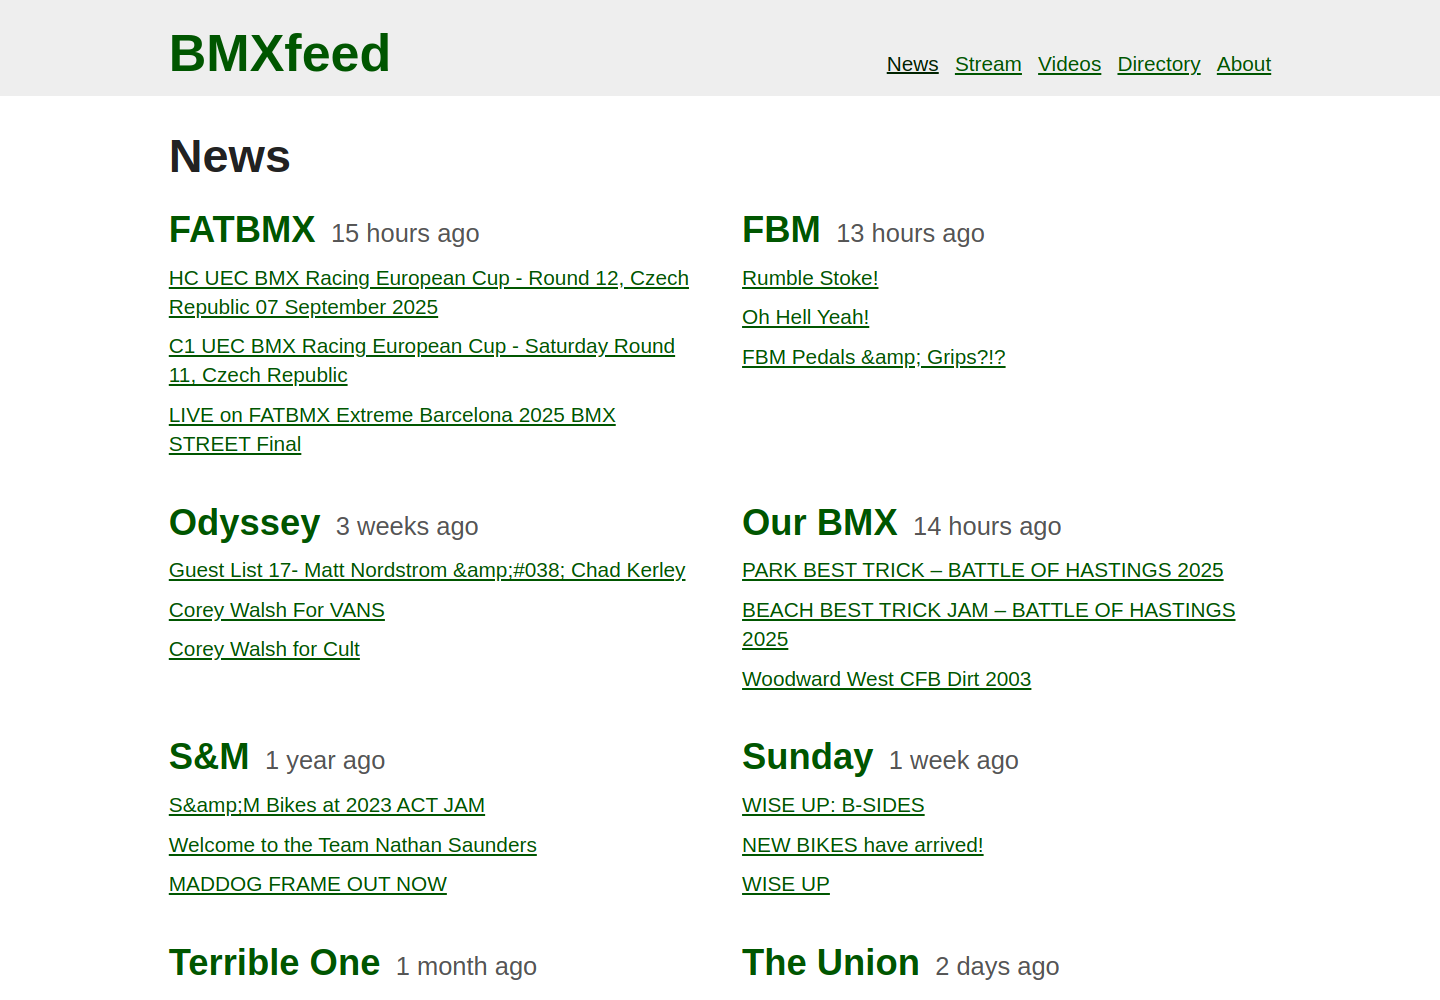 BMXfeed
News Stream Videos Directory About
News
FATBMX 15 hours ago
HC UEC BMX Racing European Cup - Round 12, Czech
Republic 07 September 2025
C1 UEC BMX Racing European Cup - Saturday Round
11, Czech Republic
LIVE on FATBMX Extreme Barcelona 2025 BMX
STREET Final
FBM 13 hours ago
Rumble Stoke!
Oh Hell Yeah!
FBM Pedals &amp; Grips?!?
Odyssey 3 weeks ago
Guest List 17- Matt Nordstrom &amp;#038; Chad Kerley
Corey Walsh For VANS
Corey Walsh for Cult
Our BMX 14 hours ago
PARK BEST TRICK – BATTLE OF HASTINGS 2025
BEACH BEST TRICK JAM – BATTLE OF HASTINGS
2025
Woodward West CFB Dirt 2003
S&M 1 year ago
S&amp;M Bikes at 2023 ACT JAM
Welcome to the Team Nathan Saunders
MADDOG FRAME OUT NOW
Sunday 1 week ago
WISE UP: B-SIDES
NEW BIKES have arrived!
WISE UP
Terrible One 1 month ago
The Union 2 days ago